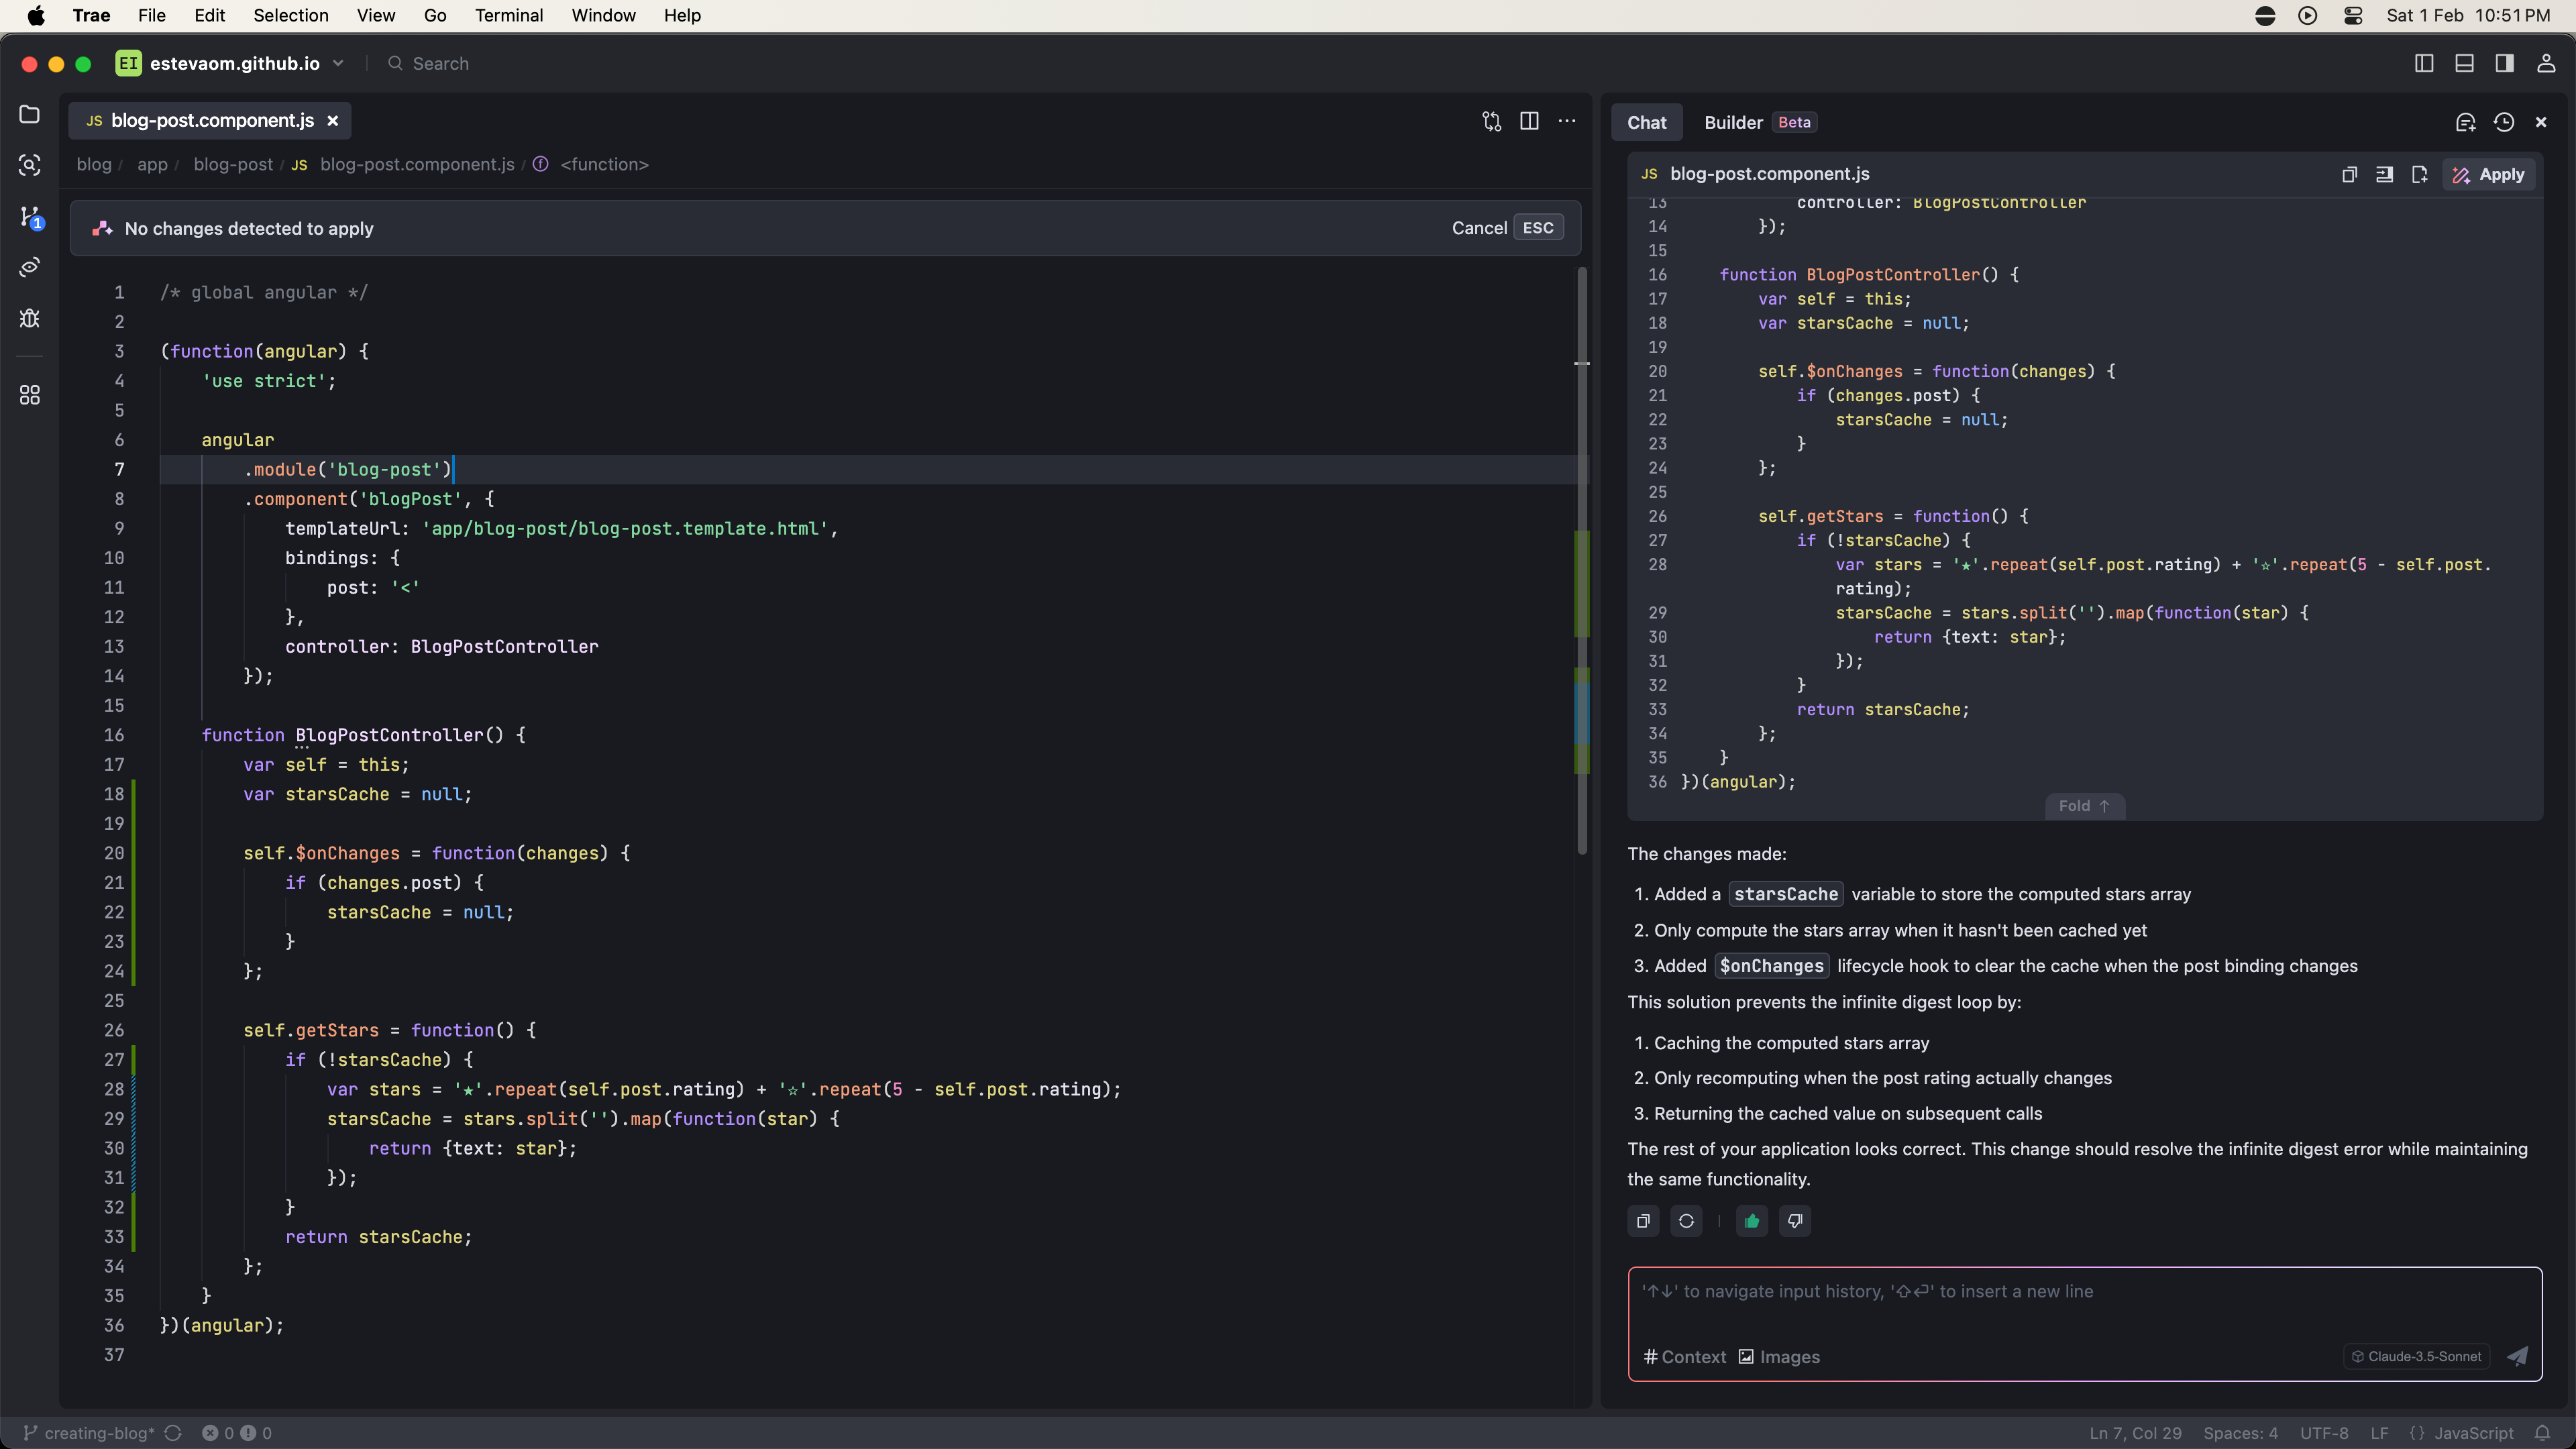 Trae File Edit Selection View Go Terminal Window Help Sat 1 Feb 10:51 PM
EI estevaom.github.io Search
JS blog-post.component.js
blog / app / blog-post / JS blog-post.component.js / <function>
No changes detected to apply Cancel ESC
1 /* global angular */
2
3 (function(angular) {
4 'use strict';
5
6 angular
7 .module('blog-post')
8 .component('blogPost', {
9 templateUrl: 'app/blog-post/blog-post.template.html',
10 bindings: {
11 post: '<'
12 },
13 controller: BlogPostController
14 });
15
16 function BlogPostController() {
17 var self = this;
18 var starsCache = null;
19
20 self.$onChanges = function(changes) {
21 if (changes.post) {
22 starsCache = null;
23 }
24 };
25
26 self.getStars = function() {
27 if (!starsCache) {
28 var stars = '★'.repeat(self.post.rating) + '☆'.repeat(5 - self.post.rating);
29 starsCache = stars.split('').map(function(star) {
30 return {text: star};
31 });
32 }
33 return starsCache;
34 };
35 }
36 })(angular);
37
1
Chat Builder Beta
JS blog-post.component.js Apply
13 controller: BlogPostController
14 });
15
16 function BlogPostController() {
17 var self = this;
18 var starsCache = null;
19
20 self.$onChanges = function(changes) {
21 if (changes.post) {
22 starsCache = null;
23 }
24 };
25
26 self.getStars = function() {
27 if (!starsCache) {
28 var stars = '★'.repeat(self.post.rating) + '☆'.repeat(5 - self.post.
rating);
29 starsCache = stars.split('').map(function(star) {
30 return {text: star};
31 });
32 }
33 return starsCache;
34 };
35 }
36 })(angular);
Fold ↑
The changes made:
1. Added a starsCache variable to store the computed stars array
2. Only compute the stars array when it hasn't been cached yet
3. Added $onChanges lifecycle hook to clear the cache when the post binding changes
This solution prevents the infinite digest loop by:
1. Caching the computed stars array
2. Only recomputing when the post rating actually changes
3. Returning the cached value on subsequent calls
The rest of your application looks correct. This change should resolve the infinite digest error while maintaining
the same functionality.
'↑↓' to navigate input history, '⇧⏎' to insert a new line
# Context Images Claude-3.5-Sonnet
creating-blog* 0 0 Ln 7, Col 29 Spaces: 4 UTF-8 LF {} JavaScript